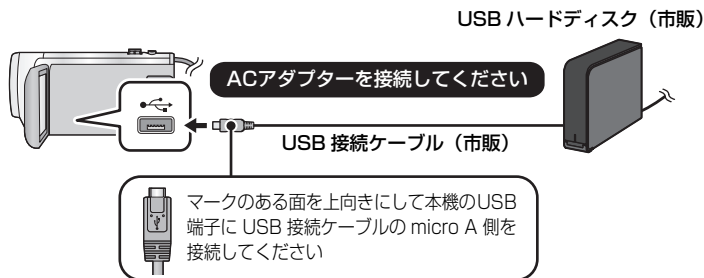 USB ハードディスク（市販）
ACアダプターを接続してください
USB 接続ケーブル（市販）
マークのある面を上向きにして本機のUSB
端子に USB 接続ケーブルの micro A 側を
接続してください